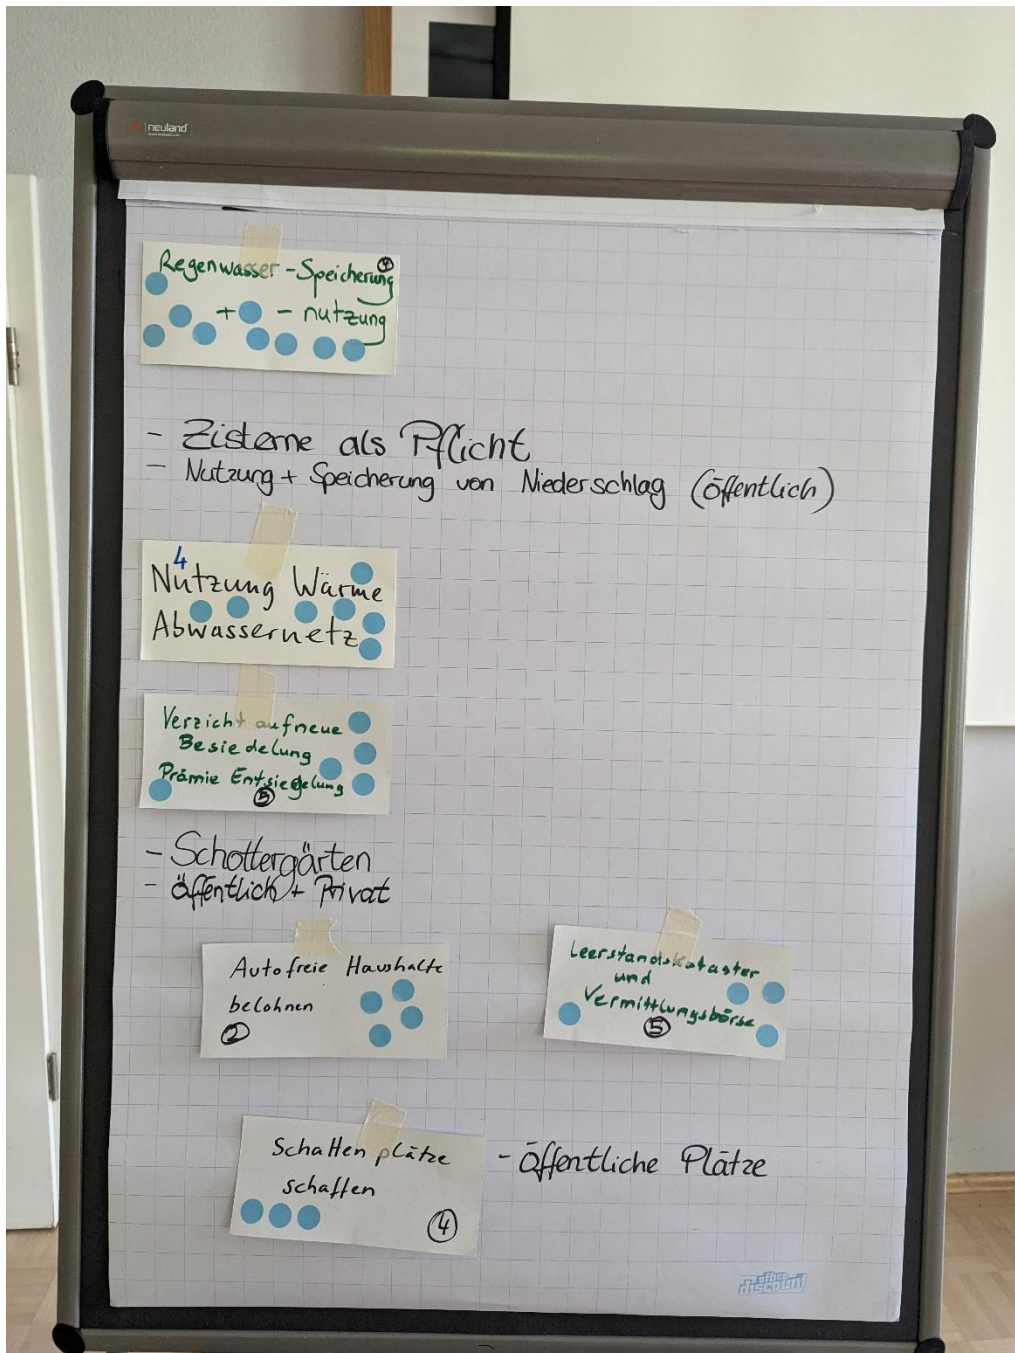 neuland
Regenwasser-Speicherung
+ - nutzung
- Zisterne als Pflicht
- Nutzung + Speicherung von Niederschlag (öffentlich)
4
Nutzung Wärme
Abwassernetz
Verzicht auf neue
Besiedelung
Prämie Entsiegelung
5
- Schottergärten
- öffentlich + Privat
Autofreie Haushalte
belohnen
2
Leerstandskataster
und
Vermittlungsbörse
5
Schattenplätze
schaffen
4
- öffentliche Plätze
office
discount